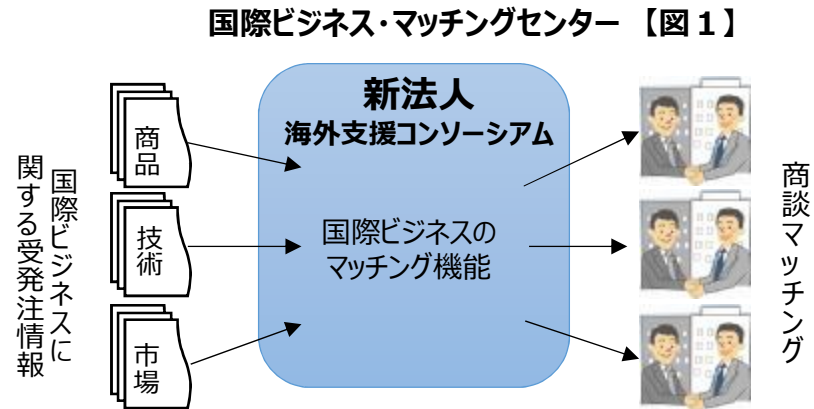 国際ビジネス・マッチングセンター 【図１】
国際ビジネスに
関する受発注情報
商品
技術
市場
新法人
海外支援コンソーシアム
国際ビジネスの
マッチング機能
商談マッチング